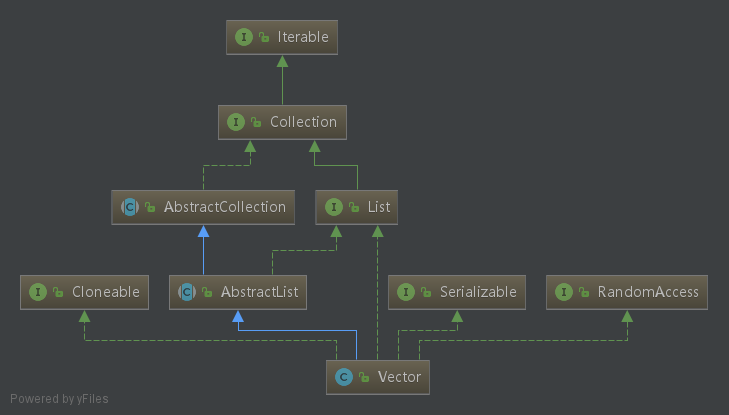 I Iterable
I Collection
C AbstractCollection
I List
I Cloneable
C AbstractList
I Serializable
I RandomAccess
C Vector
Powered by yFiles